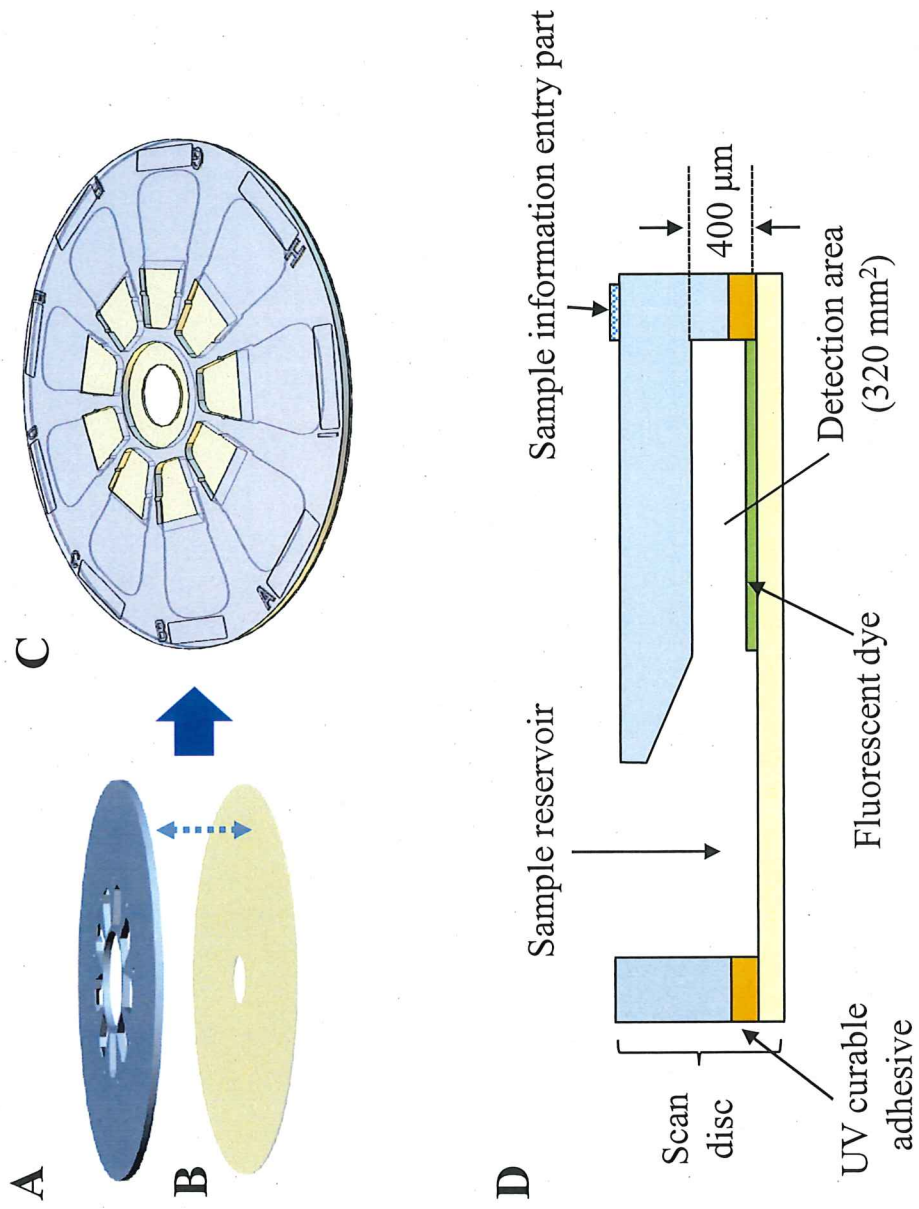 A
B
C
A
B
C
D
E
F
G
H
I
D
Scan
disc
UV curable
adhesive
Sample reservoir
Fluorescent dye
Sample information entry part
400 μm
Detection area
(320 mm²)